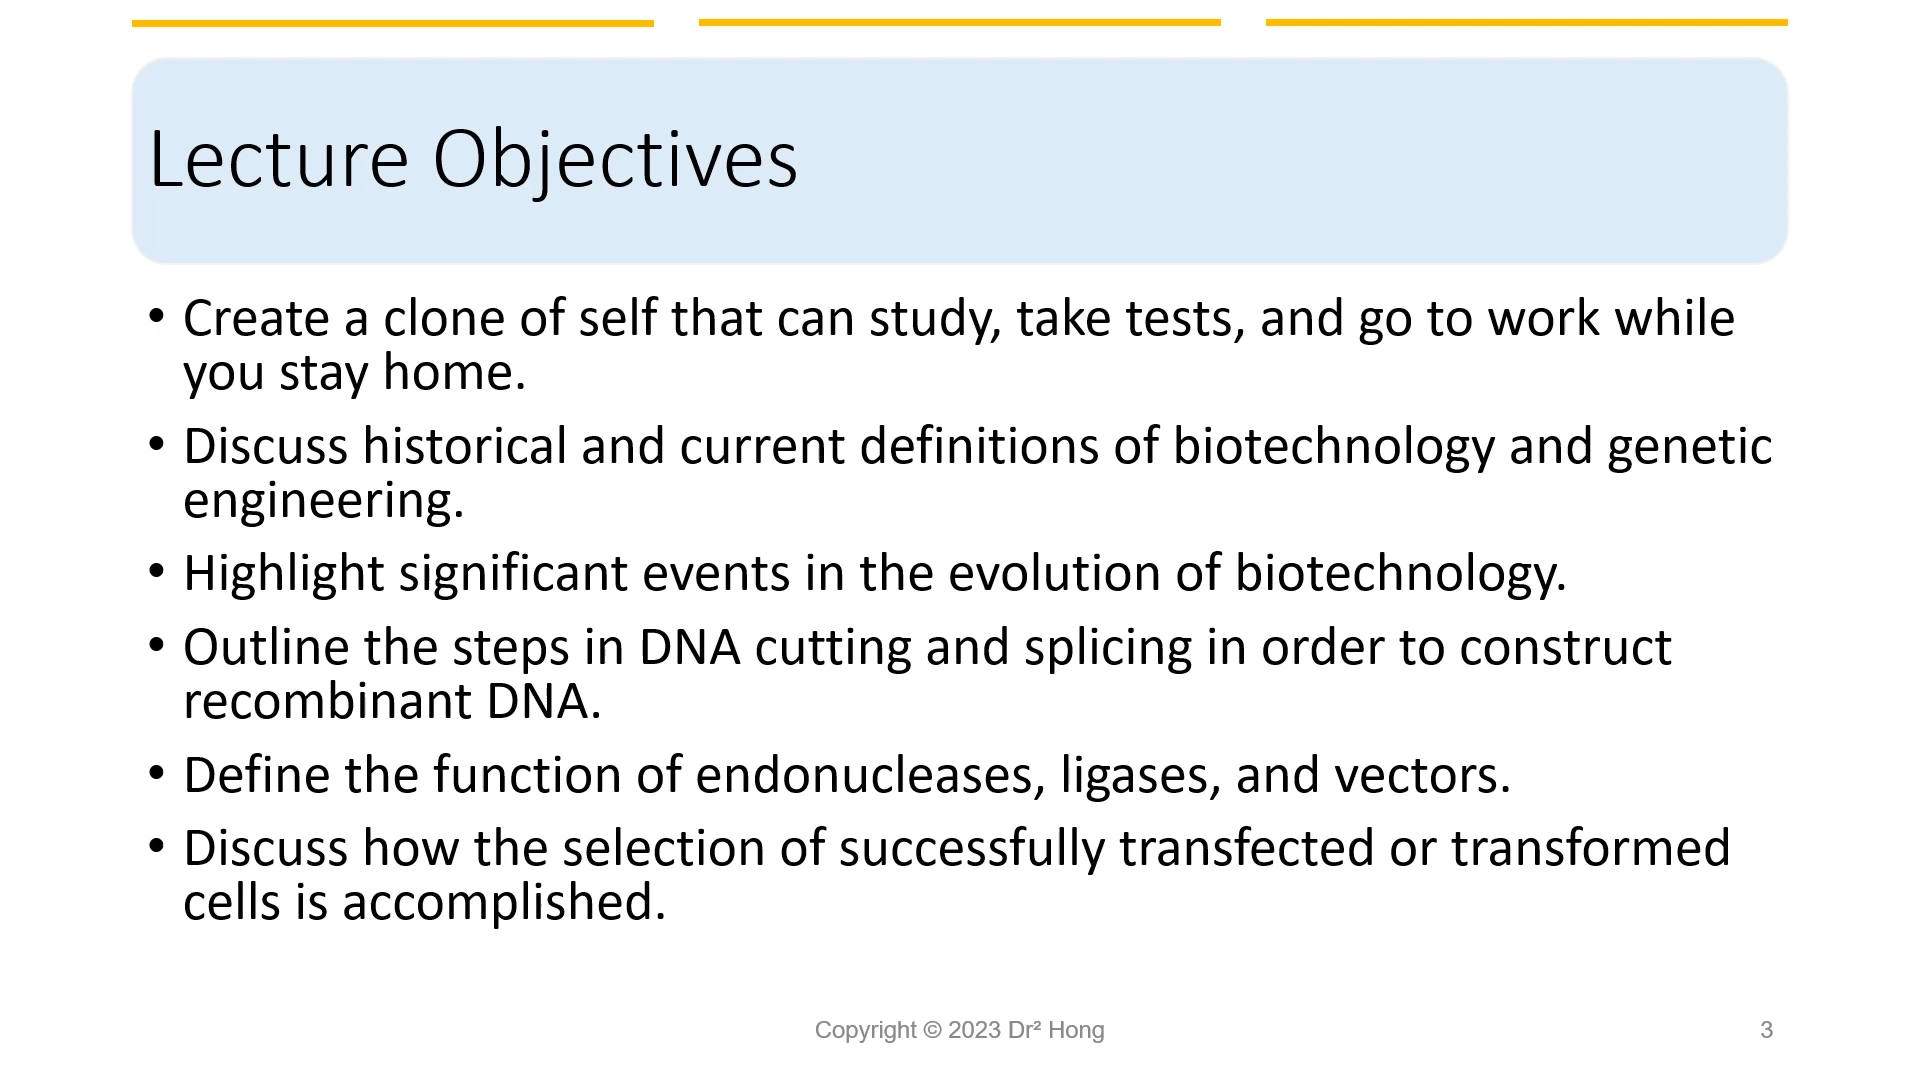 Lecture Objectives
• Create a clone of self that can study, take tests, and go to work while
you stay home.
• Discuss historical and current definitions of biotechnology and genetic
engineering.
• Highlight significant events in the evolution of biotechnology.
• Outline the steps in DNA cutting and splicing in order to construct
recombinant DNA.
• Define the function of endonucleases, ligases, and vectors.
• Discuss how the selection of successfully transfected or transformed
cells is accomplished.
Copyright © 2023 Dr² Hong
3